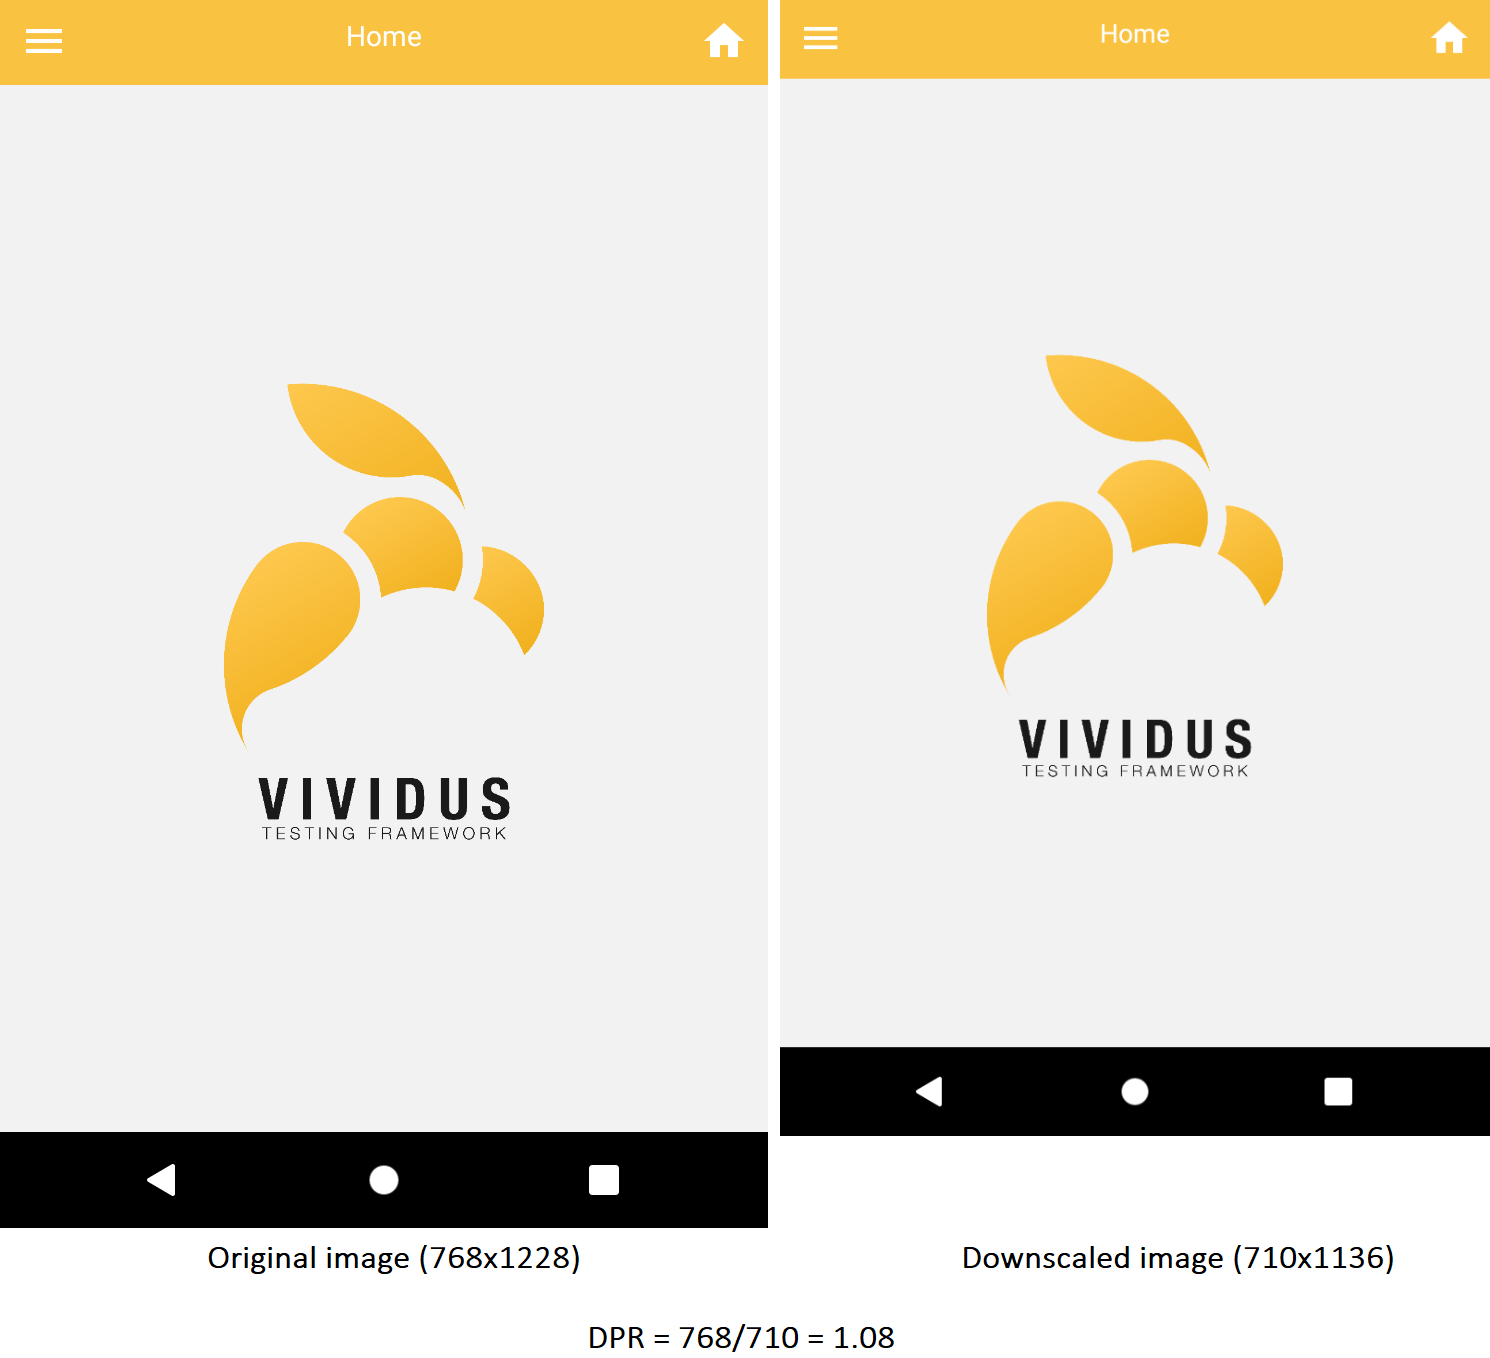 Home
VIVIDUS
TESTING FRAMEWORK
Original image (768x1228)
Home
VIVIDUS
TESTING FRAMEWORK
Downscaled image (710x1136)
DPR = 768/710 = 1.08